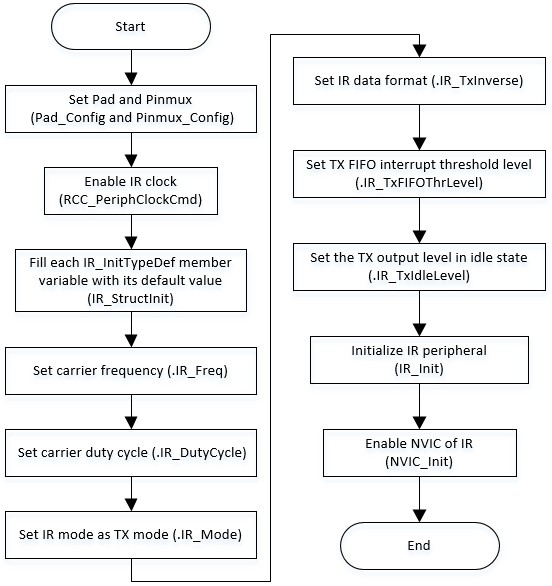 Start
Set Pad and Pinmux
(Pad_Config and Pinmux_Config)
Enable IR clock
(RCC_PeriphClockCmd)
Fill each IR_InitTypeDef member
variable with its default value
(IR_StructInit)
Set carrier frequency (.IR_Freq)
Set carrier duty cycle (.IR_DutyCycle)
Set IR mode as TX mode (.IR_Mode)
Set IR data format (.IR_TxInverse)
Set TX FIFO interrupt threshold level
(.IR_TxFIFOThrLevel)
Set the TX output level in idle state
(.IR_TxIdleLevel)
Initialize IR peripheral
(IR_Init)
Enable NVIC of IR
(NVIC_Init)
End